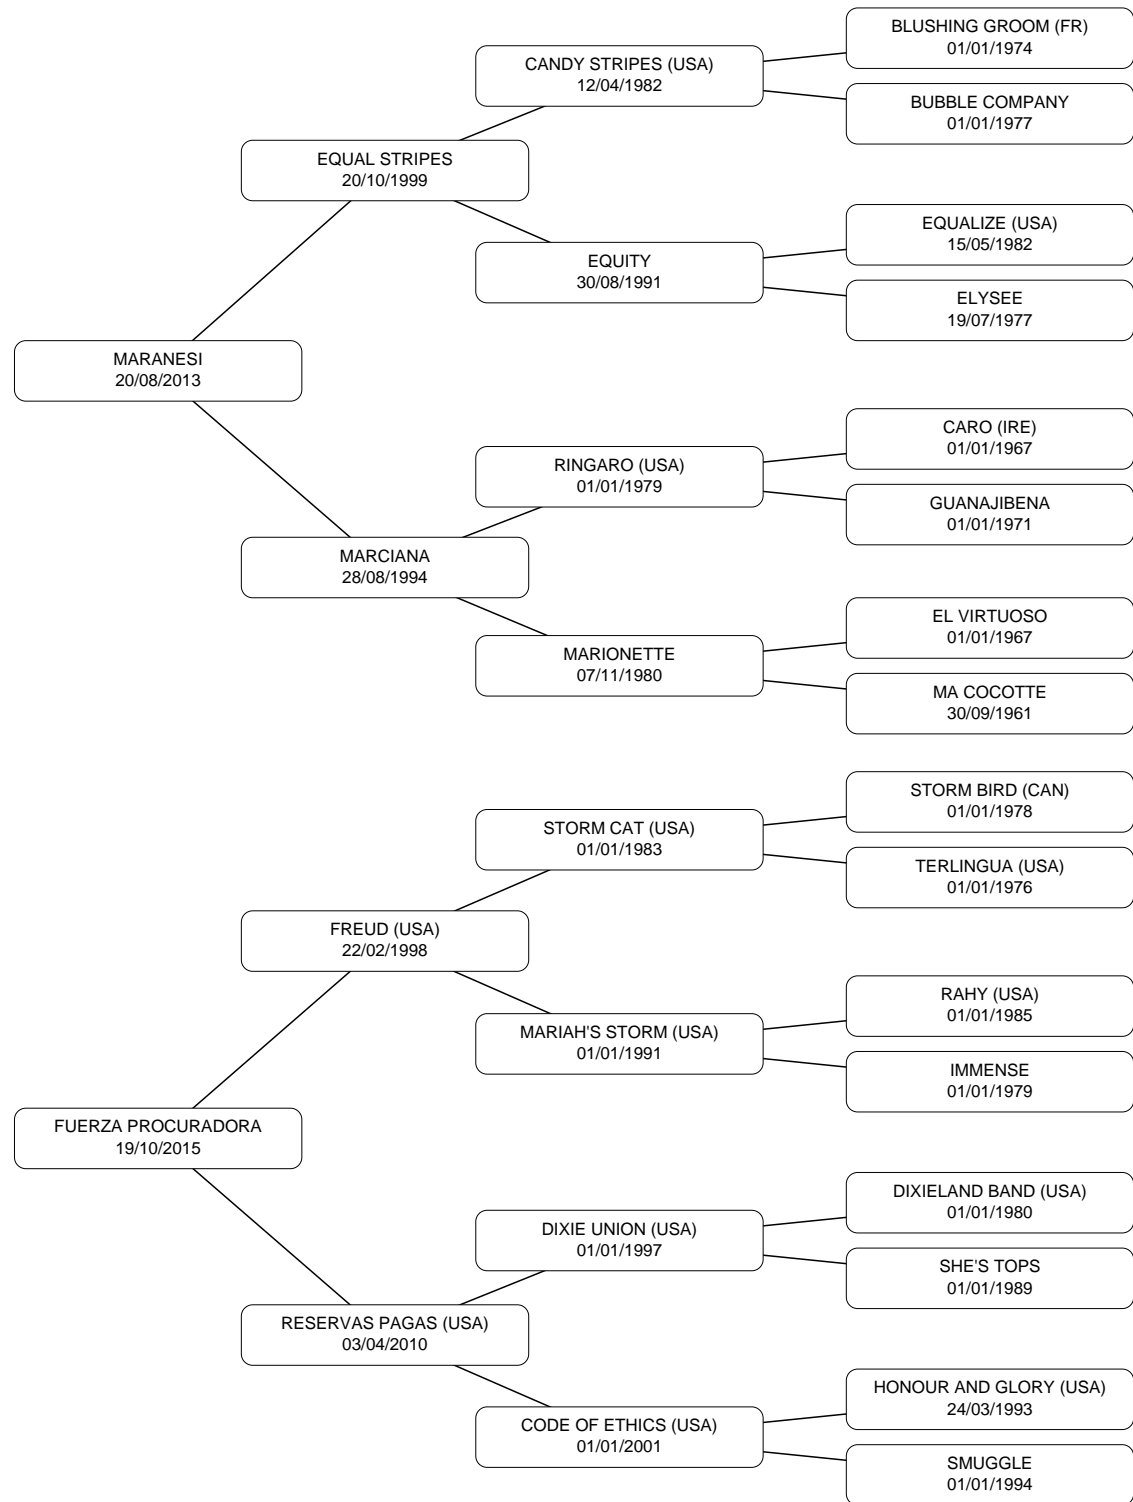 BLUSHING GROOM (FR)
01/01/1974
CANDY STRIPES (USA)
12/04/1982
BUBBLE COMPANY
01/01/1977
EQUAL STRIPES
20/10/1999
EQUALIZE (USA)
15/05/1982
EQUITY
30/08/1991
ELYSEE
19/07/1977
MARANESI
20/08/2013
CARO (IRE)
01/01/1967
RINGARO (USA)
01/01/1979
GUANAJIBENA
01/01/1971
MARCIANA
28/08/1994
EL VIRTUOSO
01/01/1967
MARIONETTE
07/11/1980
MA COCOTTE
30/09/1961
STORM BIRD (CAN)
01/01/1978
STORM CAT (USA)
01/01/1983
TERLINGUA (USA)
01/01/1976
FREUD (USA)
22/02/1998
RAHY (USA)
01/01/1985
MARIAH'S STORM (USA)
01/01/1991
IMMENSE
01/01/1979
FUERZA PROCURADORA
19/10/2015
DIXIELAND BAND (USA)
01/01/1980
DIXIE UNION (USA)
01/01/1997
SHE'S TOPS
01/01/1989
RESERVAS PAGAS (USA)
03/04/2010
HONOUR AND GLORY (USA)
24/03/1993
CODE OF ETHICS (USA)
01/01/2001
SMUGGLE
01/01/1994